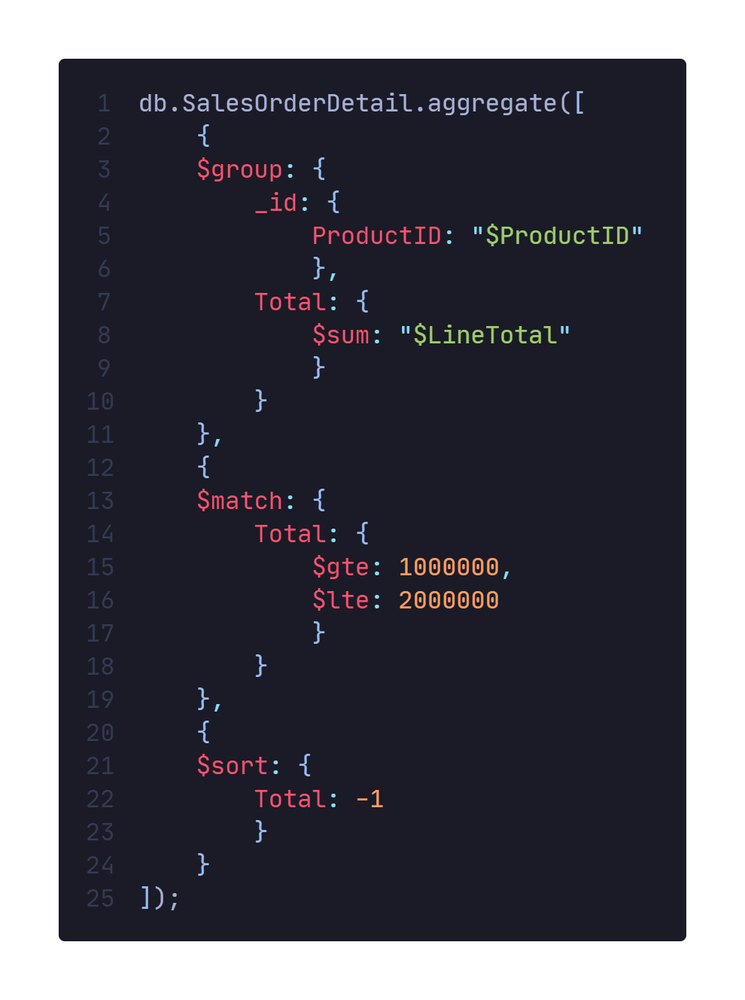 1 db.SalesOrderDetail.aggregate([
2     {
3     $group: {
4         _id: {
5             ProductID: "$ProductID"
6             },
7         Total: {
8             $sum: "$LineTotal"
9             }
10         }
11     },
12     {
13     $match: {
14         Total: {
15             $gte: 1000000,
16             $lte: 2000000
17             }
18         }
19     },
20     {
21     $sort: {
22         Total: -1
23         }
24     }
25 ]);